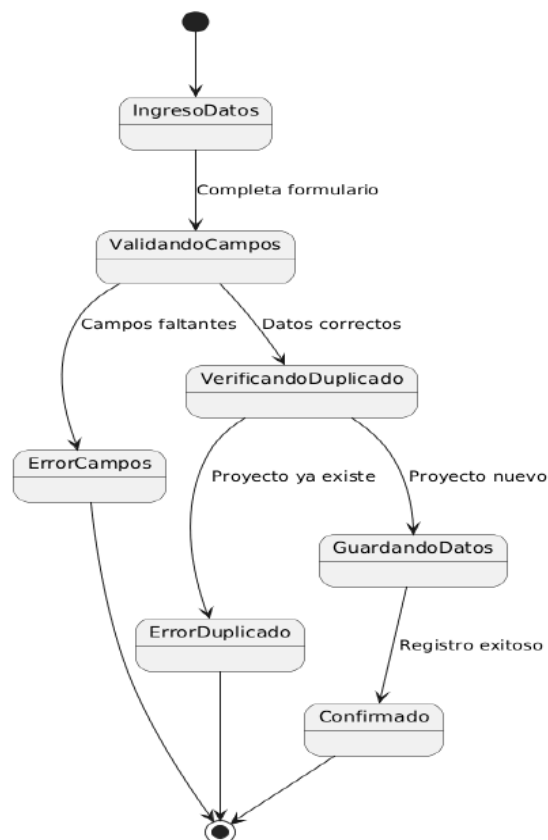 IngresoDatos
Completa formulario
ValidandoCampos
Campos faltantes
Datos correctos
VerificandoDuplicado
ErrorCampos
Proyecto ya existe
Proyecto nuevo
GuardandoDatos
ErrorDuplicado
Registro exitoso
Confirmado